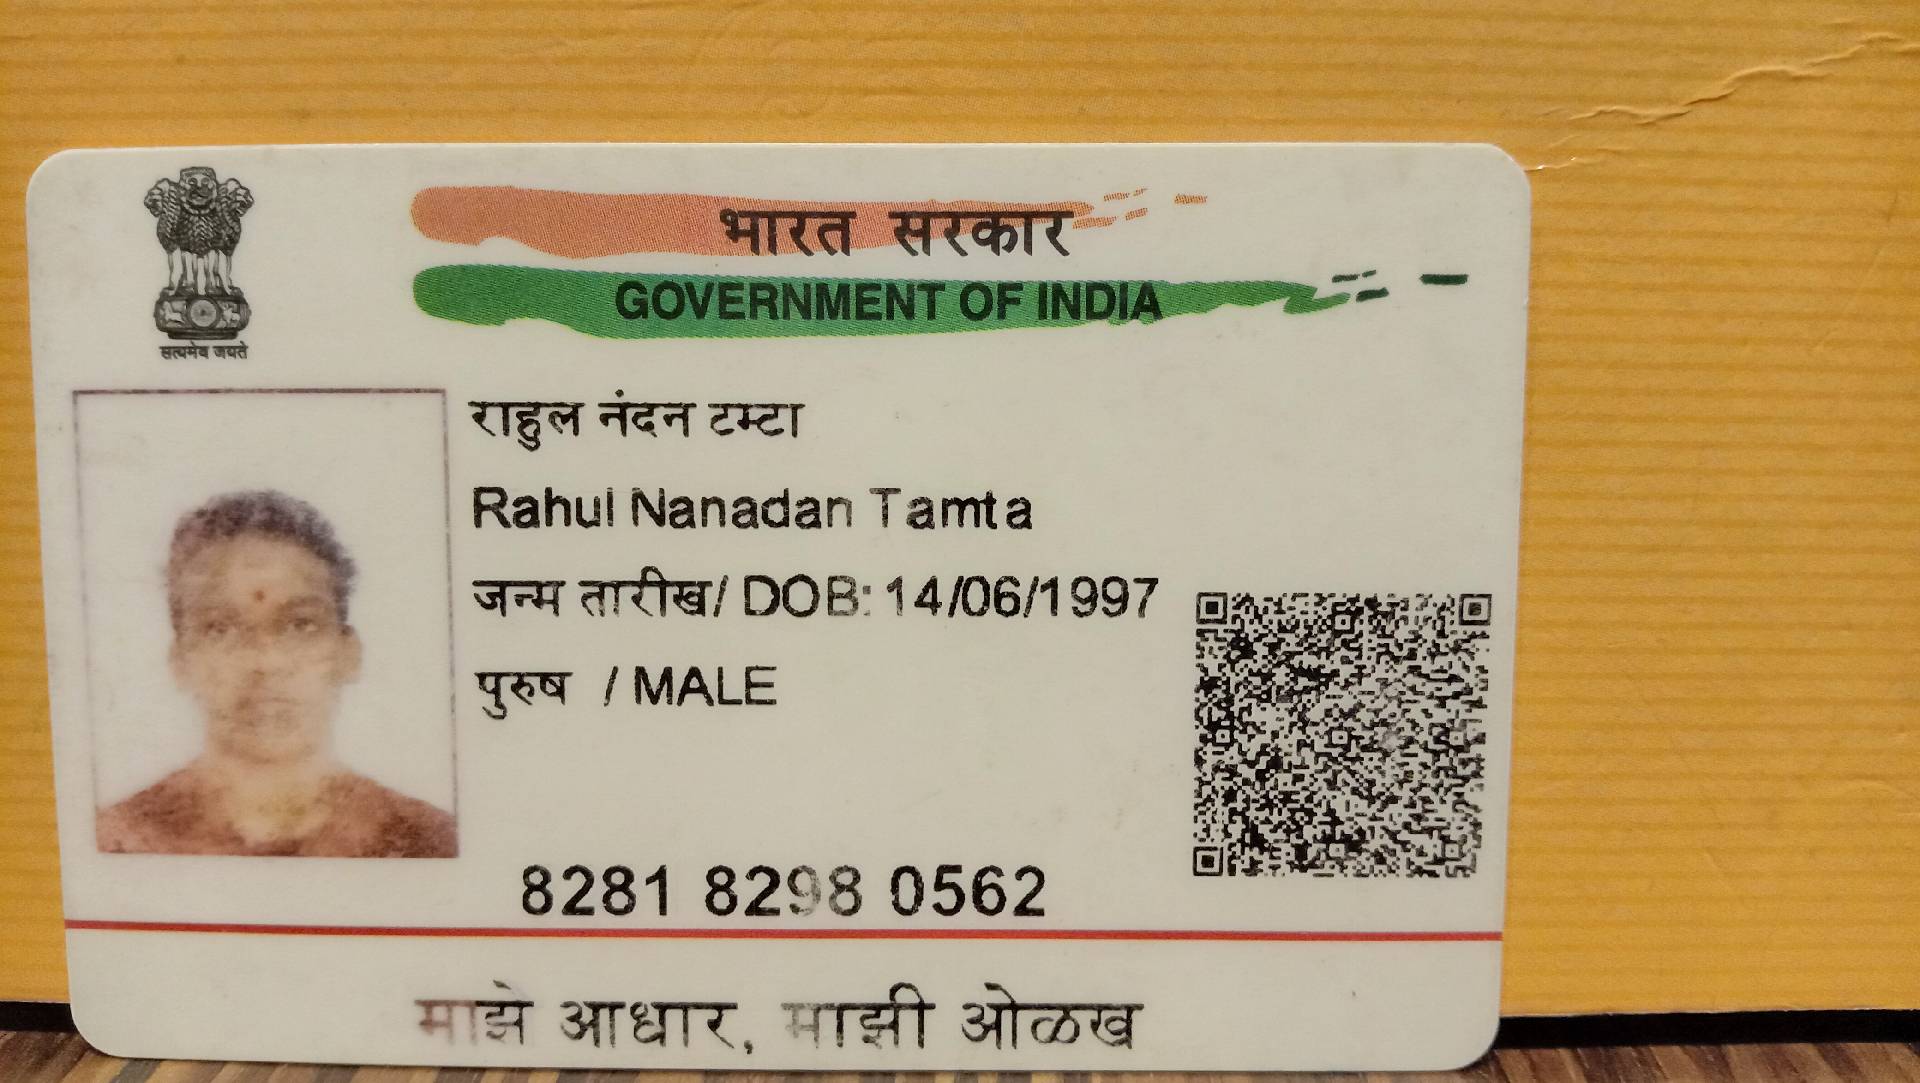 भारत सरकार
GOVERNMENT OF INDIA
सत्यमेव जयते
राहुल नंदन टम्टा
Rahul Nanadan Tamta
जन्म तारीख/ DOB: 14/06/1997
पुरुष / MALE
8281 8298 0562
माझे आधार, माझी ओळख